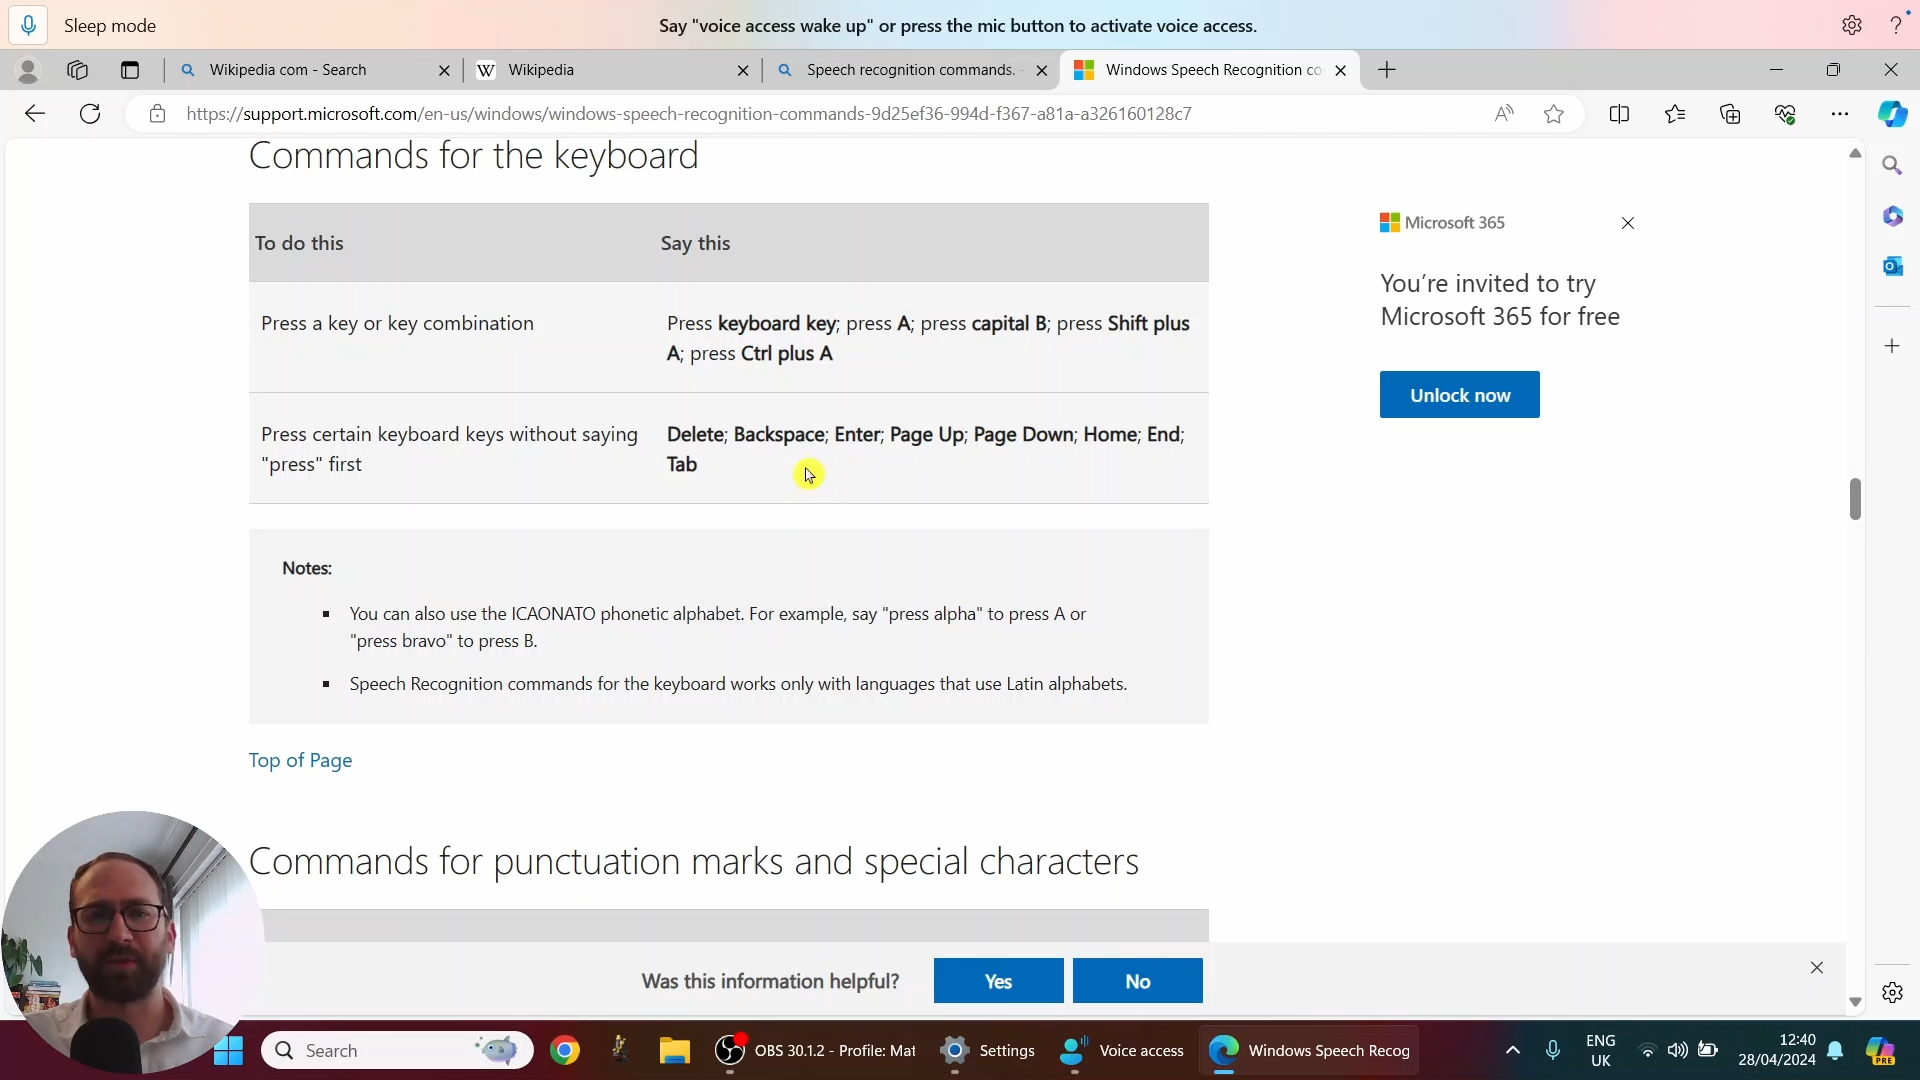 Sleep mode
Say "voice access wake up" or press the mic button to activate voice access.
Wikipedia com - Search
Wikipedia
Speech recognition commands. -
Windows Speech Recognition co
https://support.microsoft.com/en-us/windows/windows-speech-recognition-commands-9d25ef36-994d-f367-a81a-a326160128c7
Commands for the keyboard
To do this
Say this
Press a key or key combination
Press keyboard key; press A; press capital B; press Shift plus
A; press Ctrl plus A
Press certain keyboard keys without saying
"press" first
Delete; Backspace; Enter; Page Up; Page Down; Home; End;
Tab
Notes:
You can also use the ICAONATO phonetic alphabet. For example, say "press alpha" to press A or
"press bravo" to press B.
Speech Recognition commands for the keyboard works only with languages that use Latin alphabets.
Top of Page
Commands for punctuation marks and special characters
Microsoft 365
You're invited to try
Microsoft 365 for free
Unlock now
Was this information helpful?
Yes
No
Search
OBS 30.1.2 - Profile: Mat
Settings
Voice access
Windows Speech Recog
ENG
UK
12:40
28/04/2024
PRE